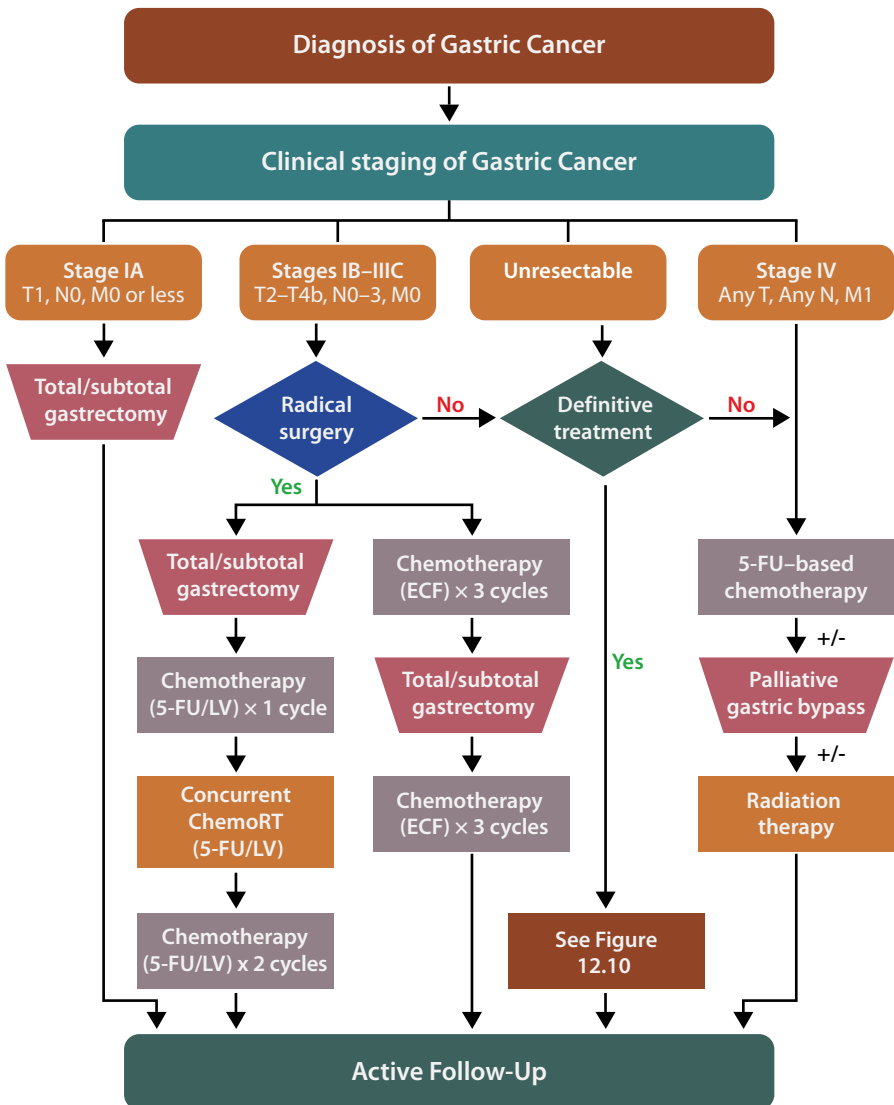 Diagnosis of Gastric Cancer
Clinical staging of Gastric Cancer
Stage IA
T1, N0, M0 or less
Stages IB–IIIC
T2–T4b, N0–3, M0
Unresectable
Stage IV
Any T, Any N, M1
Total/subtotal
gastrectomy
Radical
surgery
No
Definitive
treatment
No
Yes
Total/subtotal
gastrectomy
Chemotherapy
(5-FU/LV) × 1 cycle
Concurrent
ChemoRT
(5-FU/LV)
Chemotherapy
(5-FU/LV) x 2 cycles
Chemotherapy
(ECF) × 3 cycles
Total/subtotal
gastrectomy
Chemotherapy
(ECF) × 3 cycles
Yes
See Figure
12.10
5-FU–based
chemotherapy
+/-
Palliative
gastric bypass
+/-
Radiation
therapy
Active Follow-Up